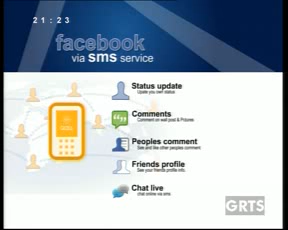 21:23
facebook
via sms service
Status update
Update you own status
Comments
Comment on wall post & Pictures
Peoples comment
See and like other peoples comment
Friends profile
See your friends profile info.
Chat live
chat online via sms
GRTS